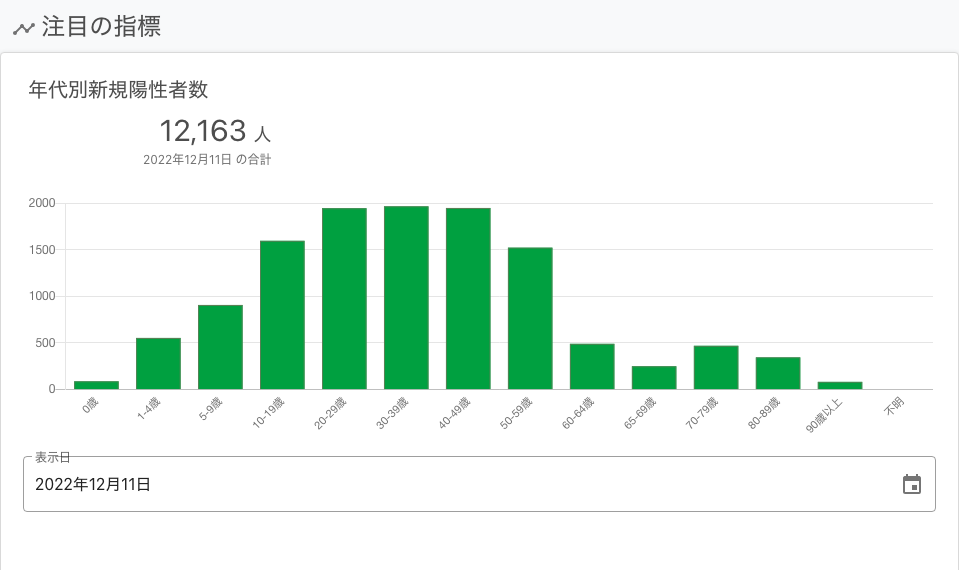 注目の指標
年代別新規陽性者数
12,163 人
2022年12月11日 の合計
2000
1500
1000
500
0
0歳
1-4歳
5-9歳
10-19歳
20-29歳
30-39歳
40-49歳
50-59歳
60-64歳
65-69歳
70-79歳
80-89歳
90歳以上
不明
表示日
2022年12月11日